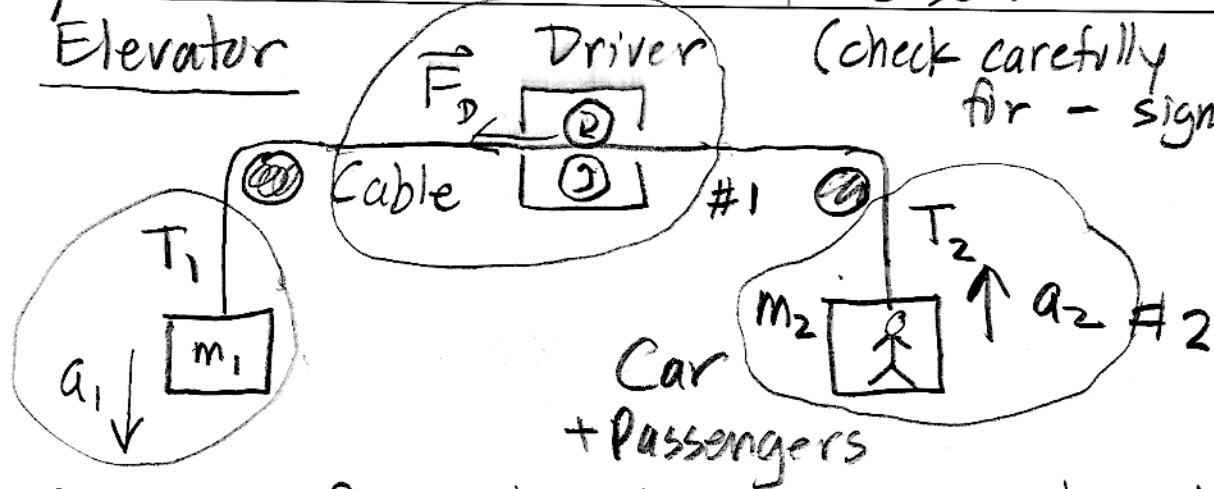 Elevator
Driver
(check carefully
for - sign
F_D
Cable
#1
T_1
T_2
m_1
a_1
m_2
a_2
#2
Car
+ Passengers